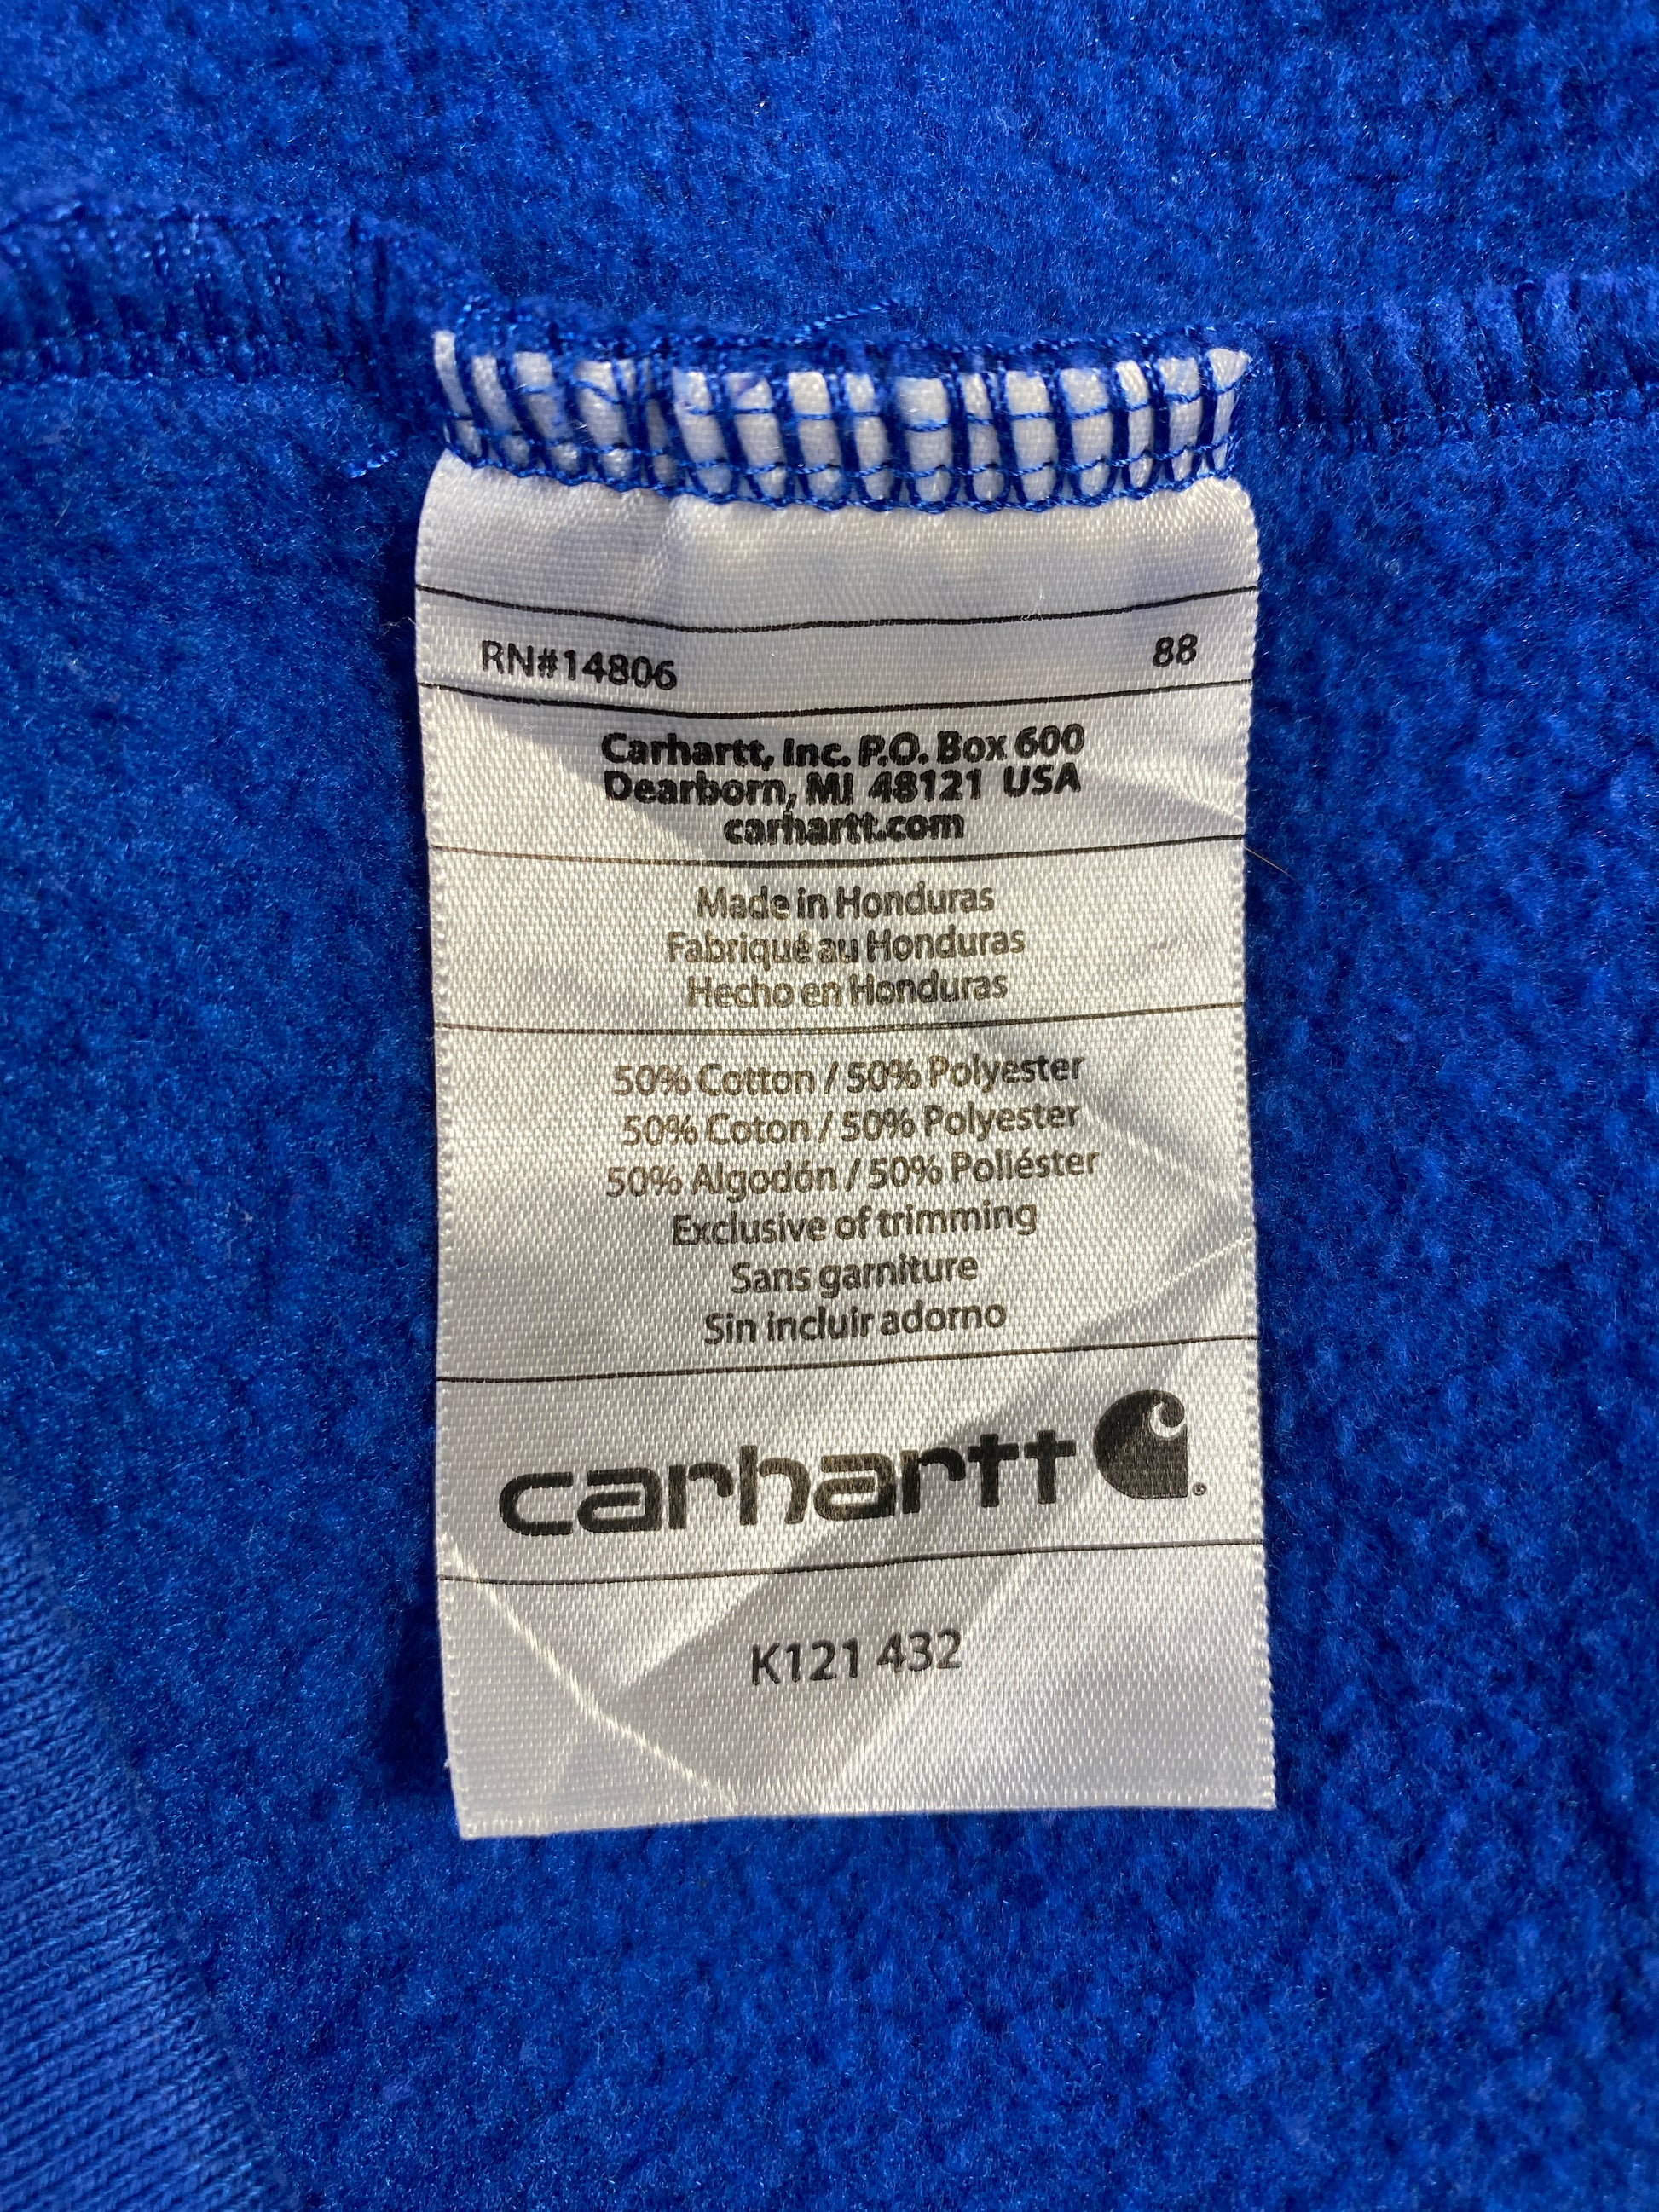 RN#14806 88
Carhartt, Inc. P.O. Box 600
Dearborn, MI 48121 USA
carhartt.com
Made in Honduras
Fabriqué au Honduras
Hecho en Honduras
50% Cotton / 50% Polyester
50% Coton / 50% Polyester
50% Algodón / 50% Poliéster
Exclusive of trimming
Sans garniture
Sin incluir adorno
carhartt®
K121 432